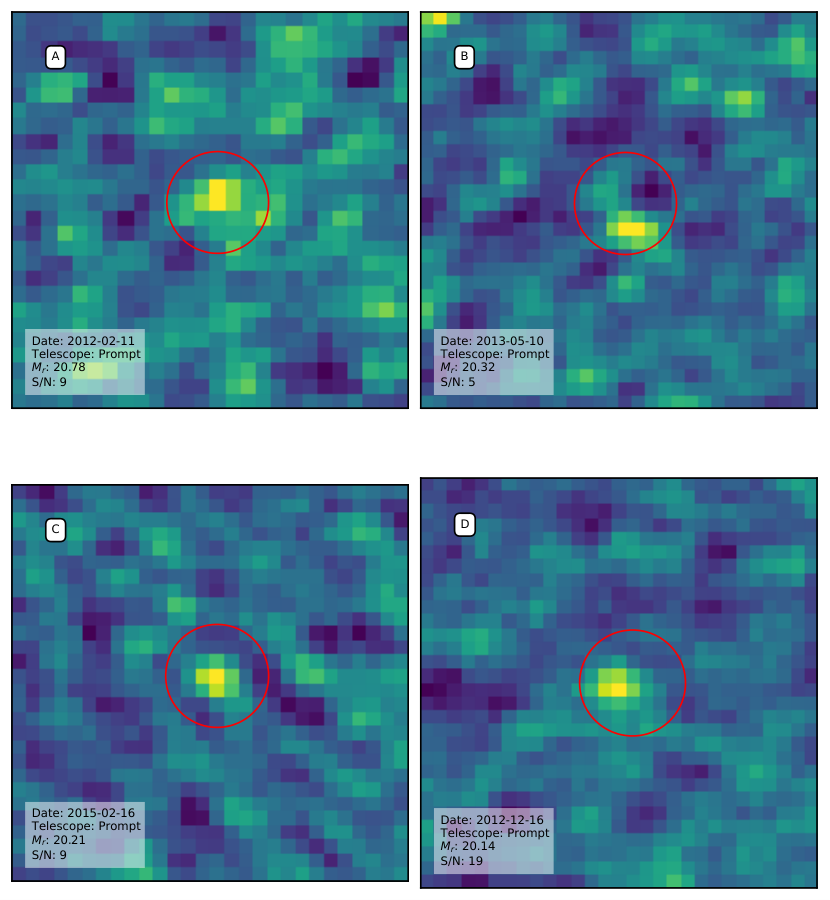 A
Date: 2012-02-11
Telescope: Prompt
Mr: 20.78
S/N: 9
B
Date: 2013-05-10
Telescope: Prompt
Mr: 20.32
S/N: 5
C
Date: 2015-02-16
Telescope: Prompt
Mr: 20.21
S/N: 9
D
Date: 2012-12-16
Telescope: Prompt
Mr: 20.14
S/N: 19